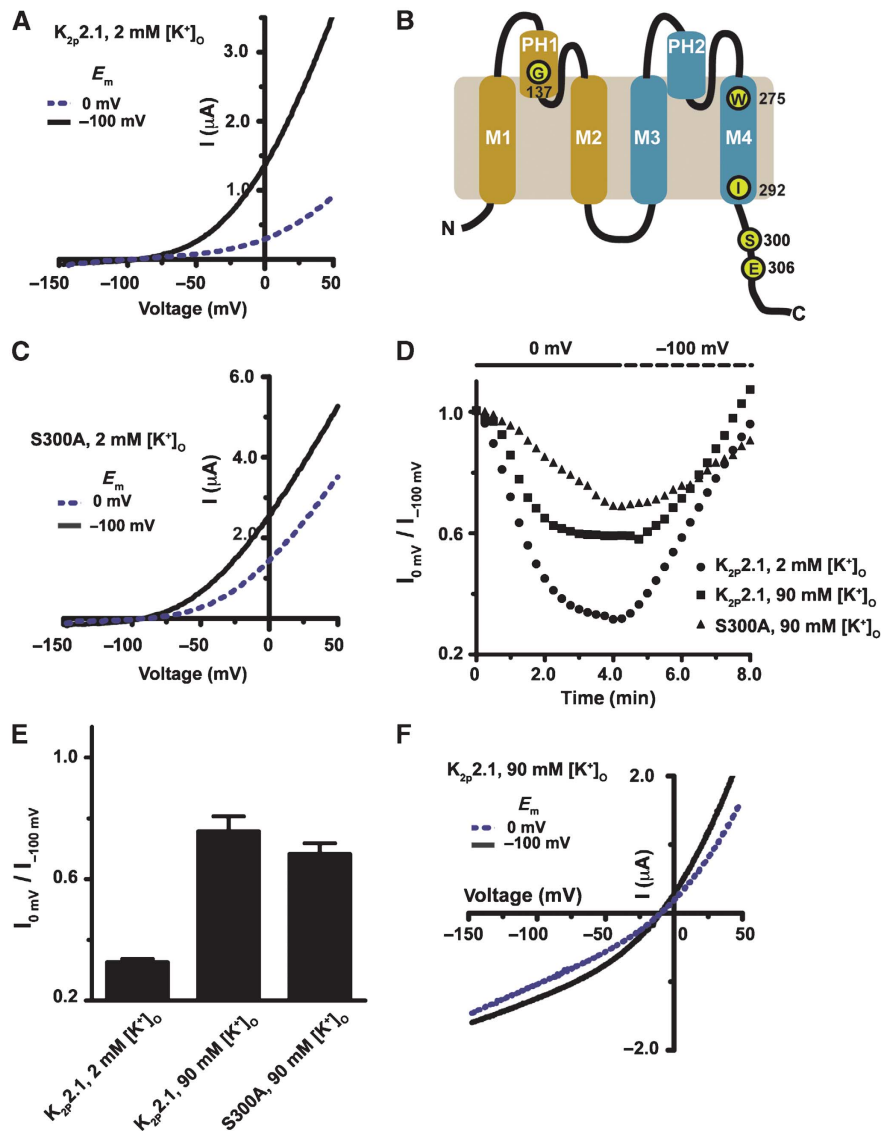 A
K2P2.1, 2 mM [K+]O
Em
0 mV
–100 mV
I (µA)
3.0
2.0
1.0
–150
–100
–50
0
50
Voltage (mV)
B
PH1
PH2
G
137
W
275
M1
M2
M3
M4
I
292
N
S
300
E
306
C
C
S300A, 2 mM [K+]O
Em
0 mV
–100 mV
I (µA)
6.0
4.0
2.0
–150
–100
–50
0
50
Voltage (mV)
D
0 mV
–100 mV
I0 mV / I–100 mV
1.0
0.6
0.2
K2P2.1, 2 mM [K+]O
K2P2.1, 90 mM [K+]O
S300A, 90 mM [K+]O
0
2.0
4.0
6.0
8.0
Time (min)
E
I0 mV / I–100 mV
1.0
0.6
0.2
K2P2.1, 2 mM [K+]O
K2P2.1, 90 mM [K+]O
S300A, 90 mM [K+]O
F
K2P2.1, 90 mM [K+]O
Em
0 mV
–100 mV
I (µA)
2.0
Voltage (mV)
–150
–100
–50
0
50
–2.0